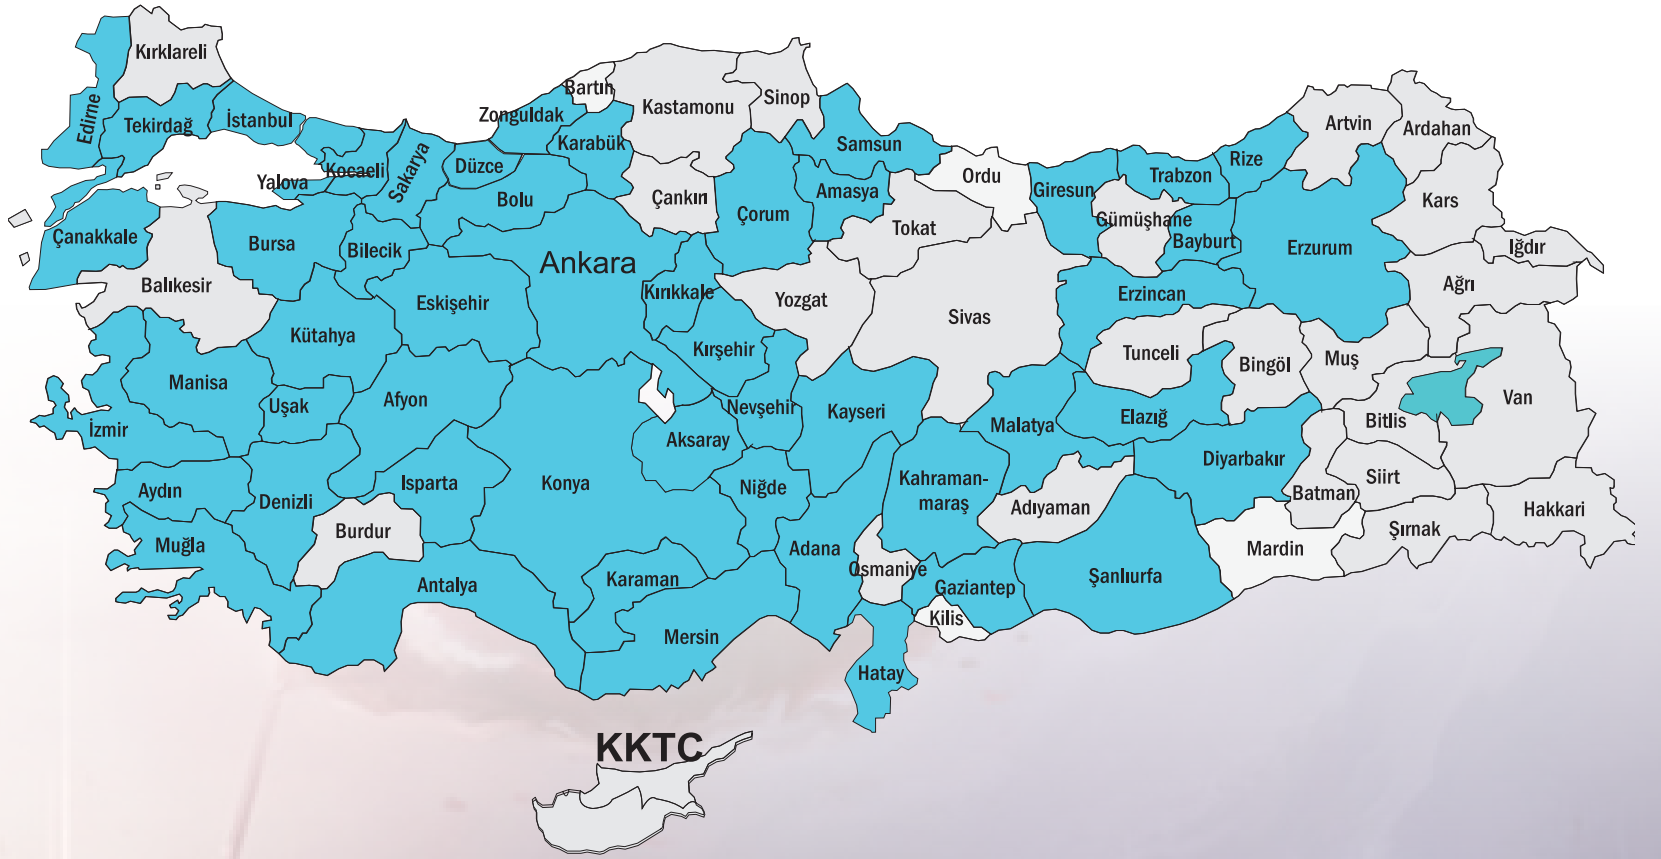 Kırklareli
Edirne
Tekirdağ
İstanbul
Yalova
Kocaeli
Sakarya
Düzce
Zonguldak
Bartın
Karabük
Kastamonu
Sinop
Samsun
Bolu
Çankırı
Çorum
Amasya
Ordu
Tokat
Giresun
Gümüşhane
Trabzon
Rize
Bayburt
Artvin
Ardahan
Kars
Iğdır
Erzurum
Ağrı
Çanakkale
Balıkesir
Bursa
Bilecik
Eskişehir
Ankara
Kırıkkale
Yozgat
Sivas
Erzincan
Kütahya
Kırşehir
Tunceli
Bingöl
Muş
Van
Bitlis
Manisa
Uşak
Afyon
Nevşehir
Kayseri
Malatya
Elazığ
İzmir
Aksaray
Diyarbakır
Siirt
Batman
Aydın
Denizli
Isparta
Konya
Niğde
Kahraman-
maraş
Adıyaman
Hakkari
Şırnak
Mardin
Muğla
Burdur
Adana
Osmaniye
Gaziantep
Şanlıurfa
Antalya
Karaman
Mersin
Kilis
Hatay
KKTC